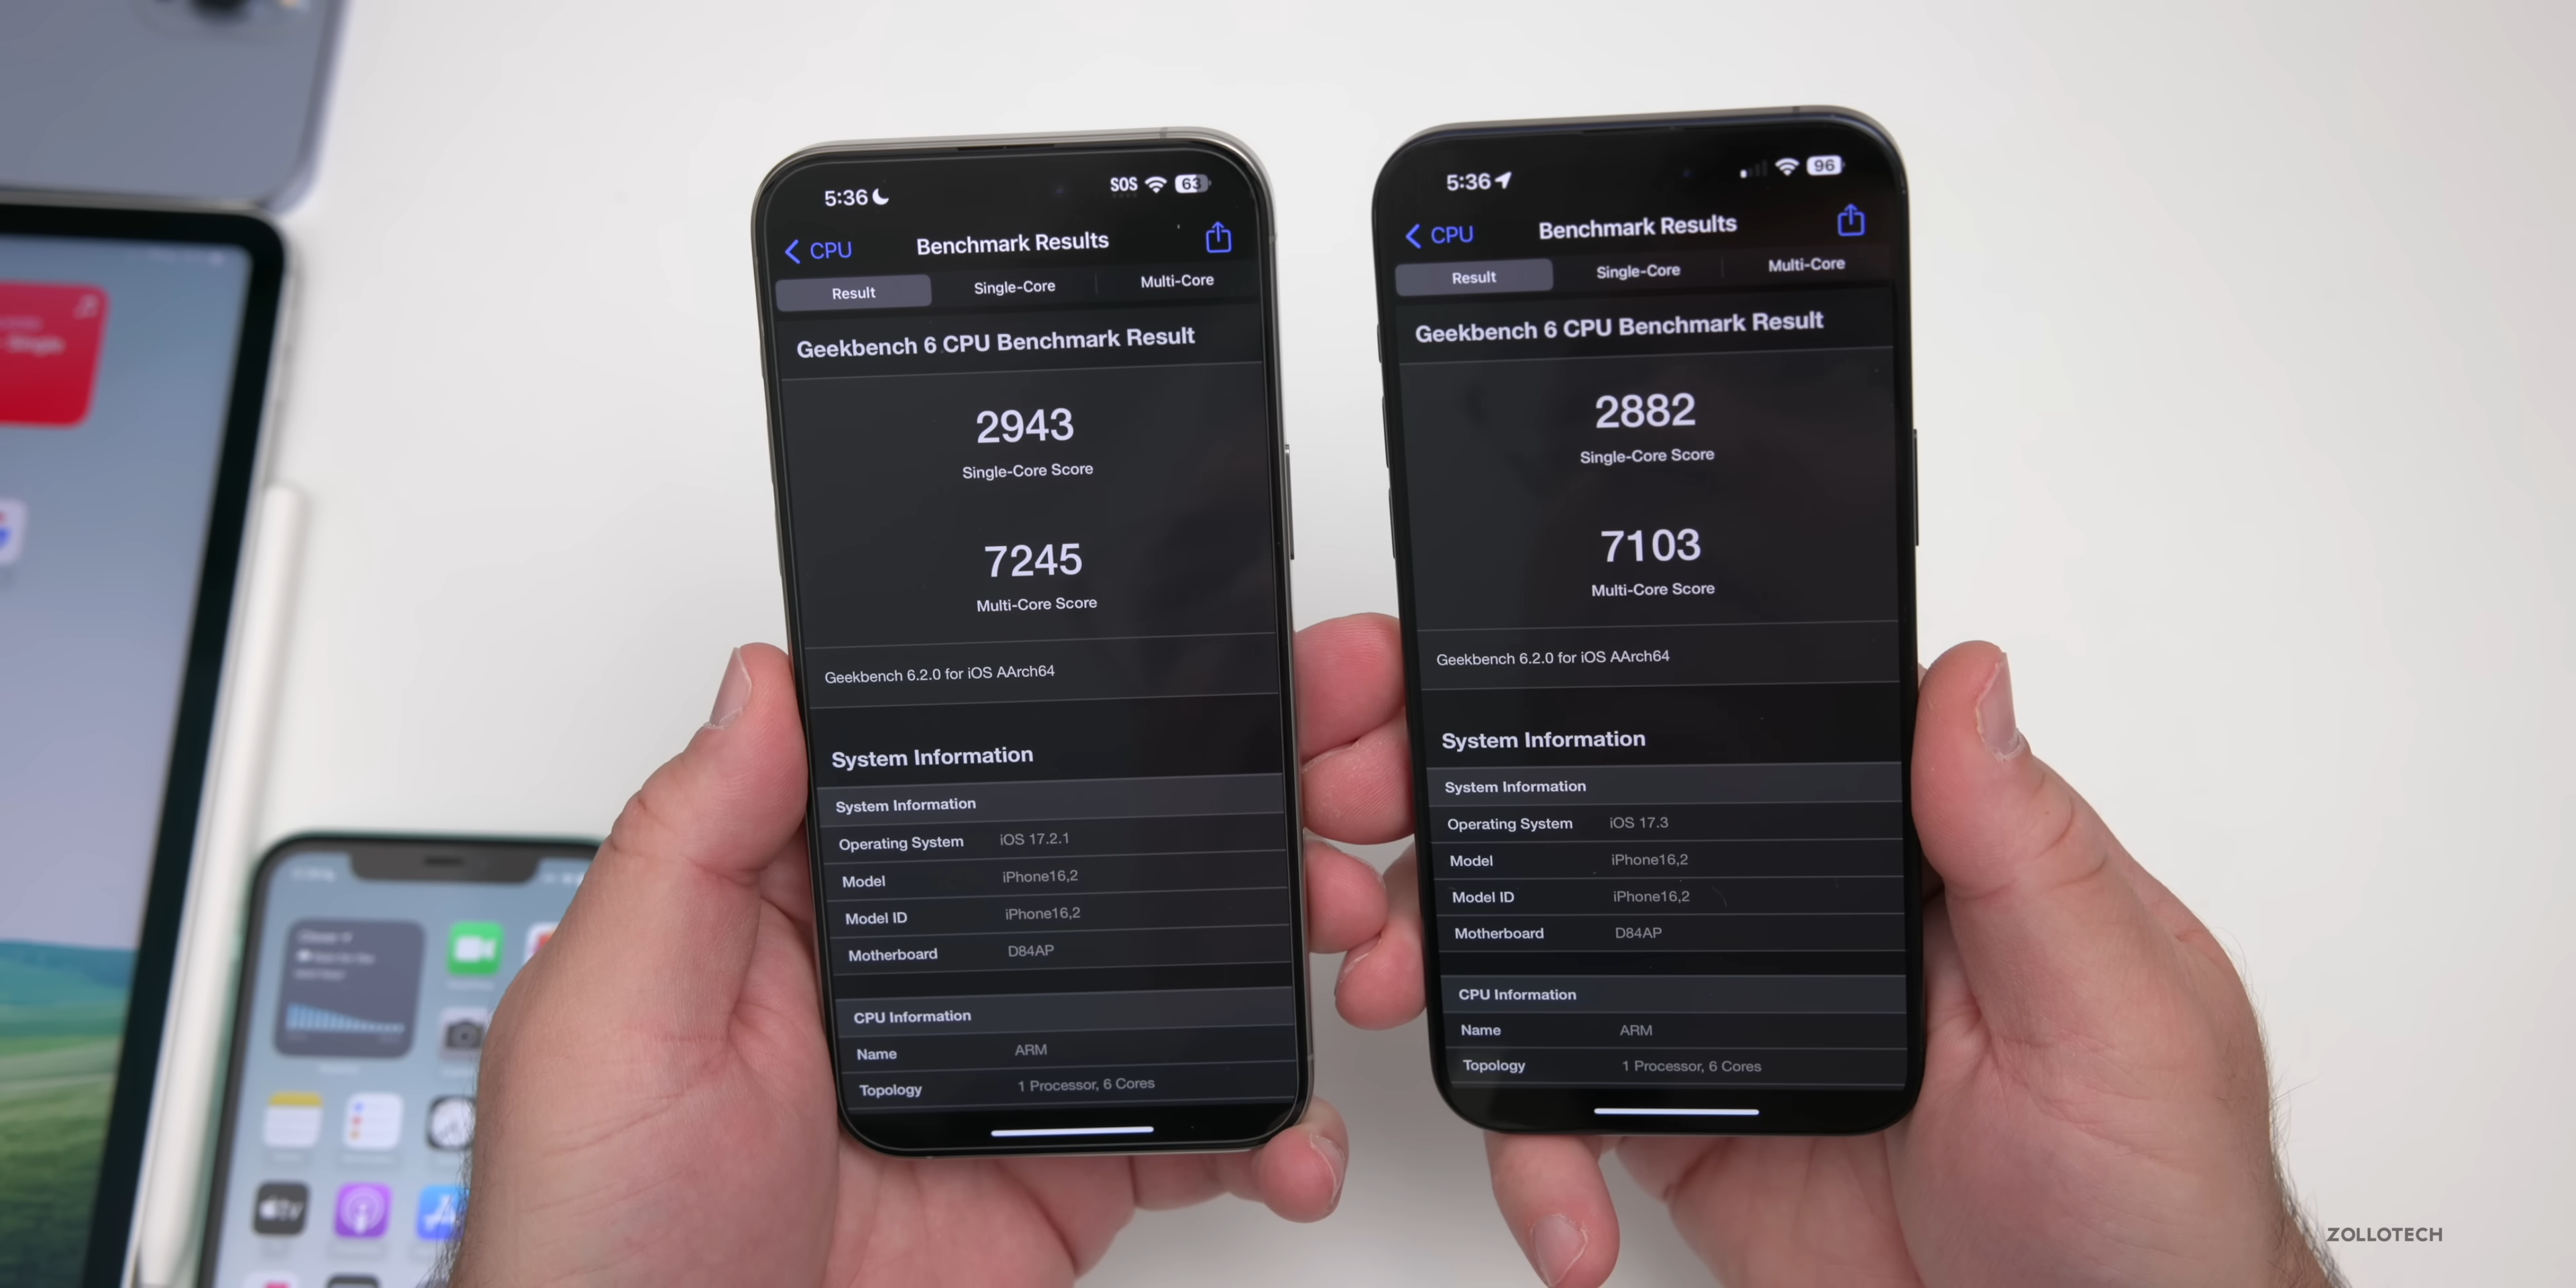 5:36 SOS 63
CPU Benchmark Results
Result Single-Core Multi-Core
Geekbench 6 CPU Benchmark Result
2943
Single-Core Score
7245
Multi-Core Score
Geekbench 6.2.0 for iOS AArch64
System Information
System Information
Operating System iOS 17.2.1
Model iPhone16,2
Model ID iPhone16,2
Motherboard D84AP
CPU Information
Name ARM
Topology 1 Processor, 6 Cores
5:36 96
CPU Benchmark Results
Result Single-Core Multi-Core
Geekbench 6 CPU Benchmark Result
2882
Single-Core Score
7103
Multi-Core Score
Geekbench 6.2.0 for iOS AArch64
System Information
System Information
Operating System iOS 17.3
Model iPhone16,2
Model ID iPhone16,2
Motherboard D84AP
CPU Information
Name ARM
Topology 1 Processor, 6 Cores
Single
tv
ZOLLOTECH